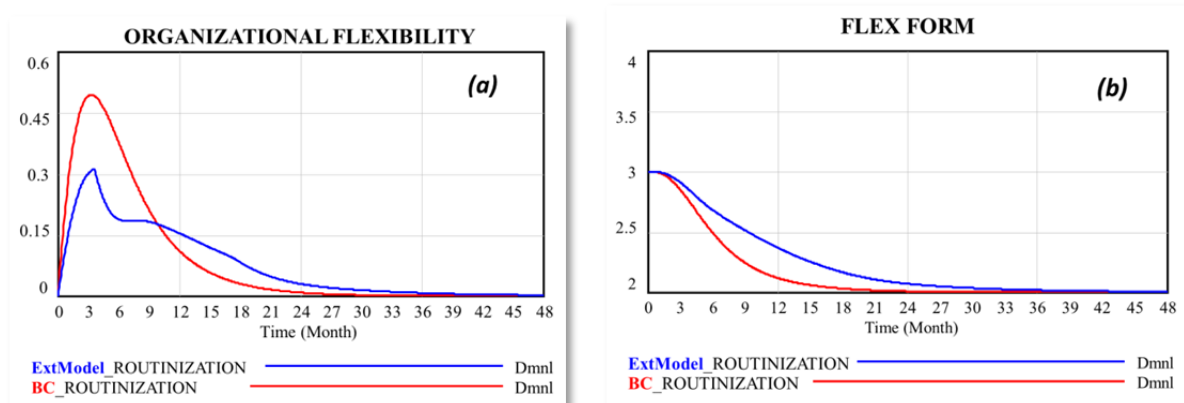 ORGANIZATIONAL FLEXIBILITY
(a)
0.6
0.45
0.3
0.15
0
0 3 6 9 12 15 18 21 24 27 30 33 36 39 42 45 48
Time (Month)
ExtModel_ROUTINIZATION Dmnl
BC_ROUTINIZATION Dmnl
FLEX FORM
(b)
4
3.5
3
2.5
2
0 3 6 9 12 15 18 21 24 27 30 33 36 39 42 45 48
Time (Month)
ExtModel_ROUTINIZATION Dmnl
BC_ROUTINIZATION Dmnl